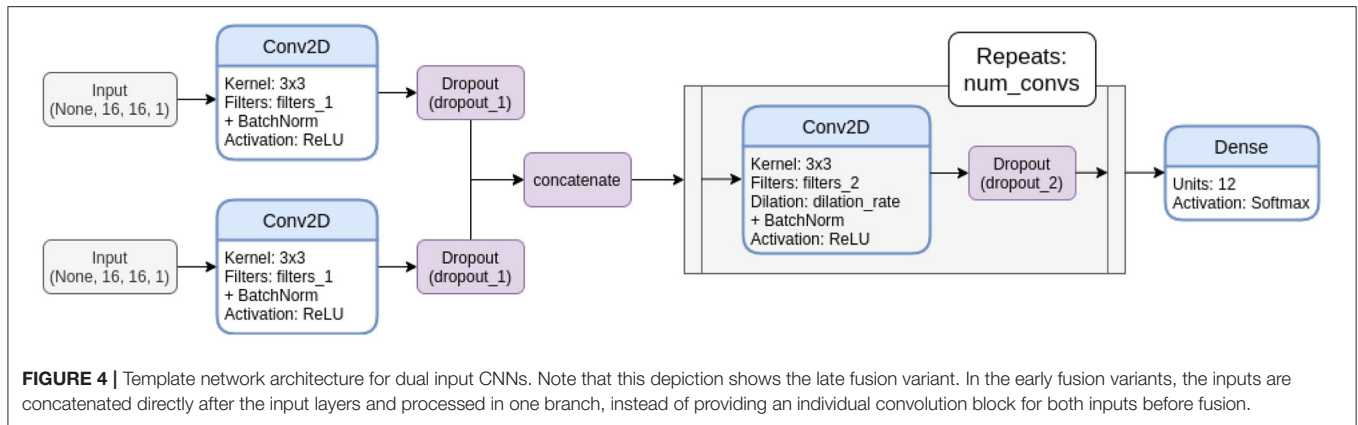 Input
(None, 16, 16, 1)
Conv2D
Kernel: 3x3
Filters: filters_1
+ BatchNorm
Activation: ReLU
Dropout
(dropout_1)
Input
(None, 16, 16, 1)
Conv2D
Kernel: 3x3
Filters: filters_1
+ BatchNorm
Activation: ReLU
Dropout
(dropout_1)
concatenate
Repeats:
num_convs
Conv2D
Kernel: 3x3
Filters: filters_2
Dilation: dilation_rate
+ BatchNorm
Activation: ReLU
Dropout
(dropout_2)
Dense
Units: 12
Activation: Softmax
FIGURE 4 | Template network architecture for dual input CNNs. Note that this depiction shows the late fusion variant. In the early fusion variants, the inputs are
concatenated directly after the input layers and processed in one branch, instead of providing an individual convolution block for both inputs before fusion.